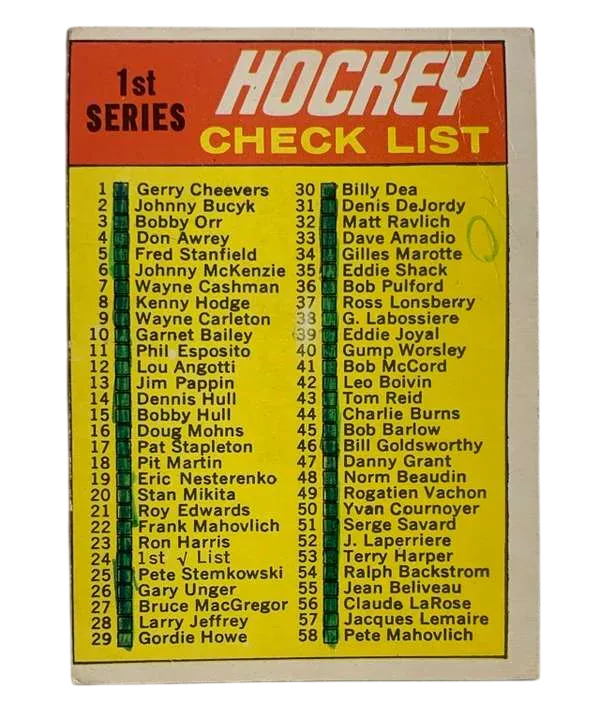 1st
SERIES
HOCKEY
CHECK LIST
1 Gerry Cheevers
2 Johnny Bucyk
3 Bobby Orr
4 Don Awrey
5 Fred Stanfield
6 Johnny McKenzie
7 Wayne Cashman
8 Kenny Hodge
9 Wayne Carleton
10 Garnet Bailey
11 Phil Esposito
12 Lou Angotti
13 Jim Pappin
14 Dennis Hull
15 Bobby Hull
16 Doug Mohns
17 Pat Stapleton
18 Pit Martin
19 Eric Nesterenko
20 Stan Mikita
21 Roy Edwards
22 Frank Mahovlich
23 Ron Harris
24 1st √ List
25 Pete Stemkowski
26 Gary Unger
27 Bruce MacGregor
28 Larry Jeffrey
29 Gordie Howe
30 Billy Dea
31 Denis DeJordy
32 Matt Ravlich
33 Dave Amadio
34 Gilles Marotte
35 Eddie Shack
36 Bob Pulford
37 Ross Lonsberry
38 G. Labossiere
39 Eddie Joyal
40 Gump Worsley
41 Bob McCord
42 Leo Boivin
43 Tom Reid
44 Charlie Burns
45 Bob Barlow
46 Bill Goldsworthy
47 Danny Grant
48 Norm Beaudin
49 Rogatien Vachon
50 Yvan Cournoyer
51 Serge Savard
52 J. Laperriere
53 Terry Harper
54 Ralph Backstrom
55 Jean Beliveau
56 Claude LaRose
57 Jacques Lemaire
58 Pete Mahovlich